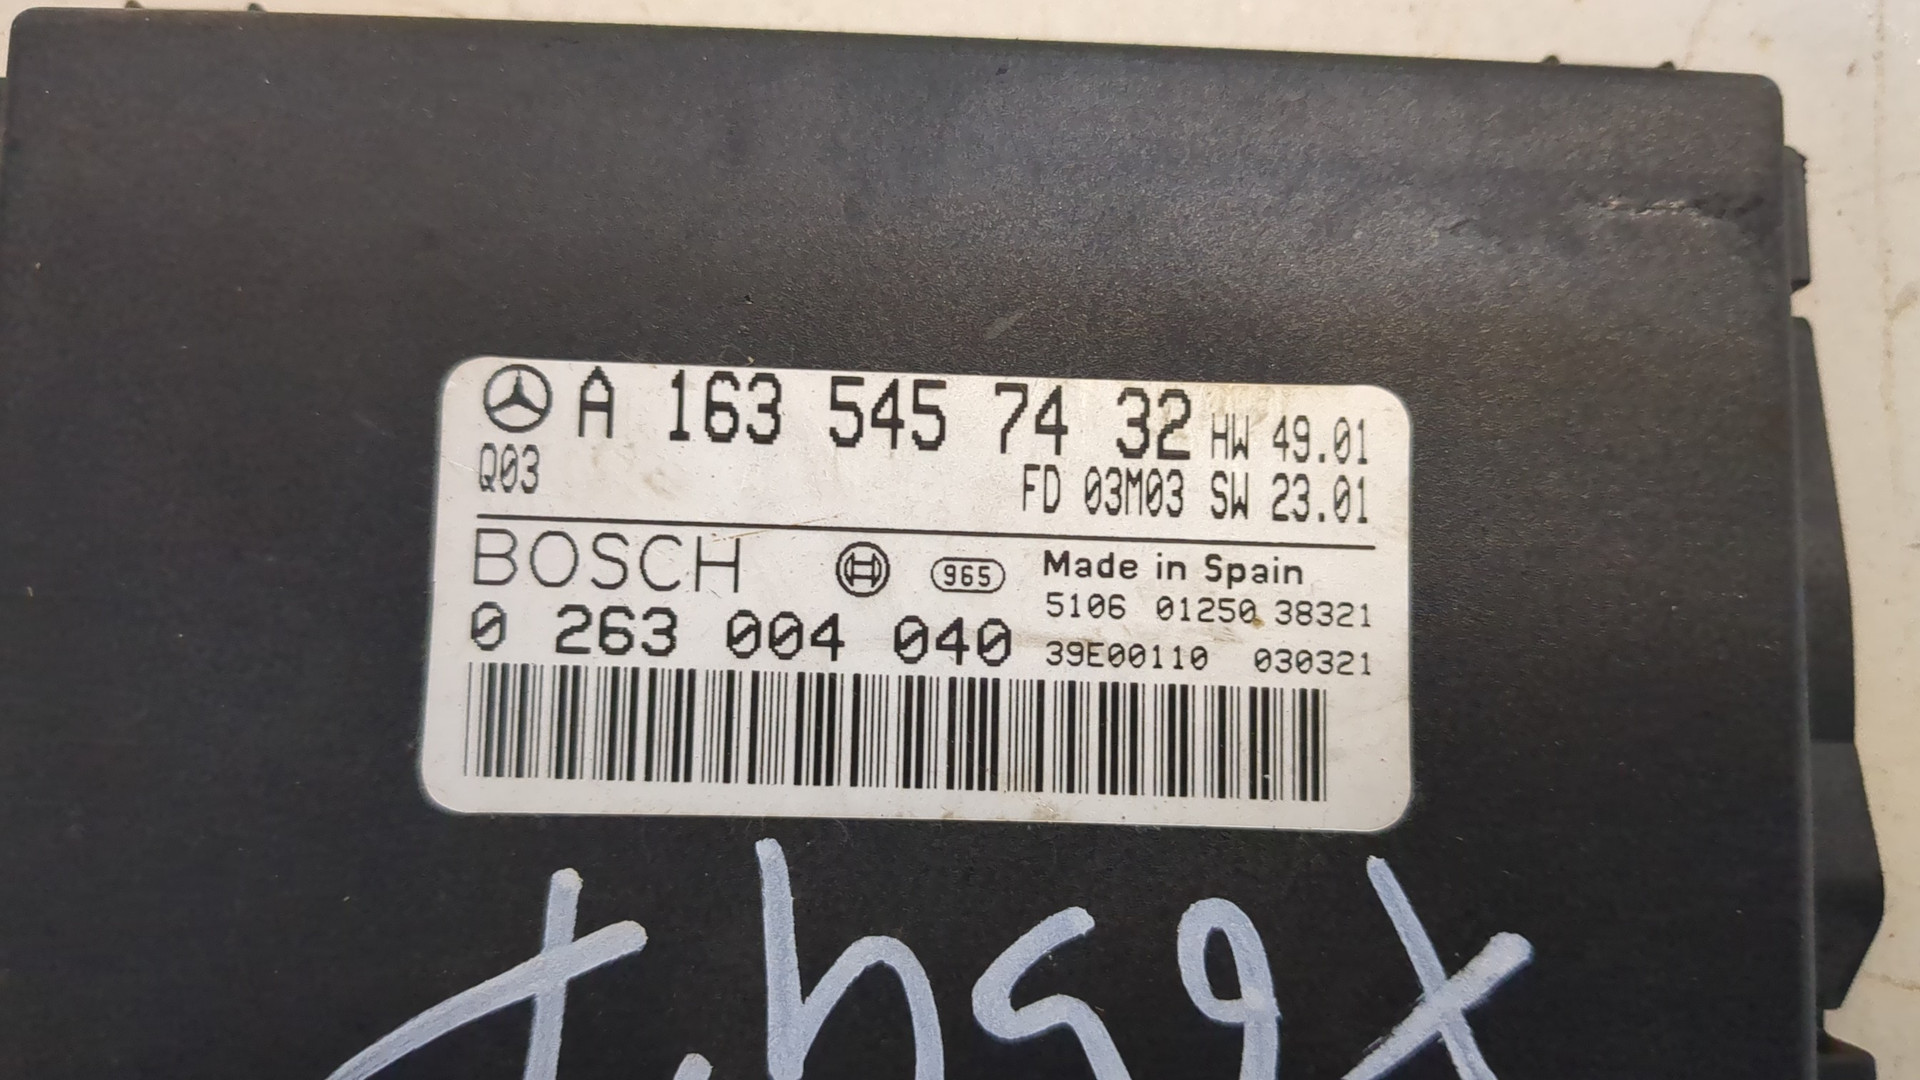 A 163 545 74 32 HW 49.01
Q03 FD 03M03 SW 23.01
BOSCH 965 Made in Spain
5106 01250 38321
0 263 004 040 39E00110 030321